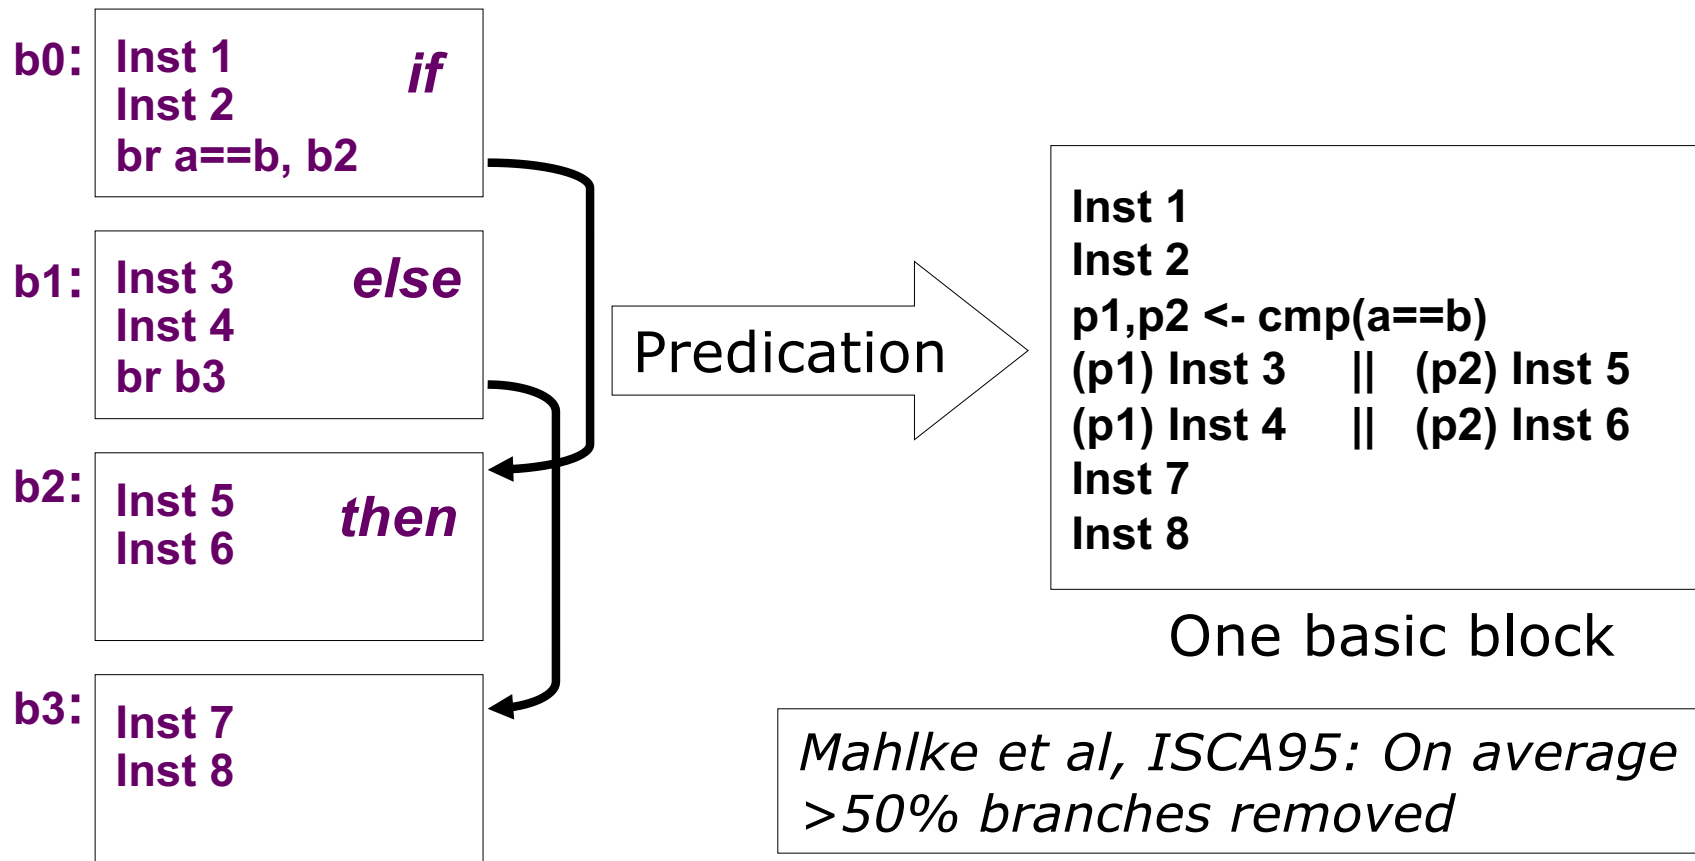 b0:
Inst 1
if
Inst 2
br a==b, b2
b1:
Inst 3
else
Inst 4
br b3
b2:
Inst 5
then
Inst 6
b3:
Inst 7
Inst 8
Predication
Inst 1
Inst 2
p1,p2 <- cmp(a==b)
(p1) Inst 3 || (p2) Inst 5
(p1) Inst 4 || (p2) Inst 6
Inst 7
Inst 8
One basic block
Mahlke et al, ISCA95: On average
>50% branches removed